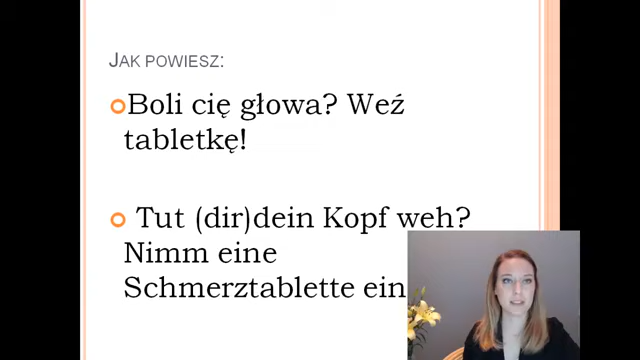 JAK POWIESZ:
Boli cię głowa? Weź
tabletkę!
Tut (dir)dein Kopf weh?
Nimm eine
Schmerztablette ein